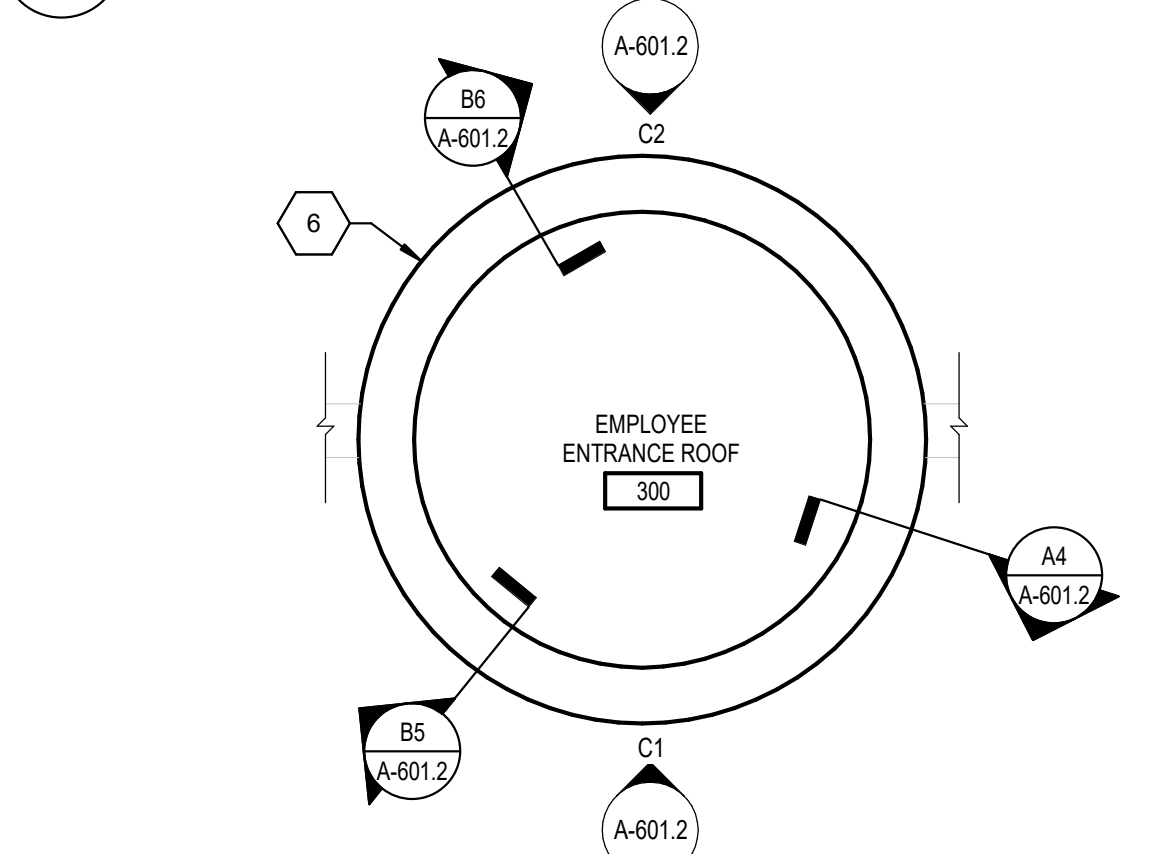 A-601.2
C2
B6
A-601.2
6
EMPLOYEE
ENTRANCE ROOF
300
A4
A-601.2
B5
A-601.2
C1
A-601.2